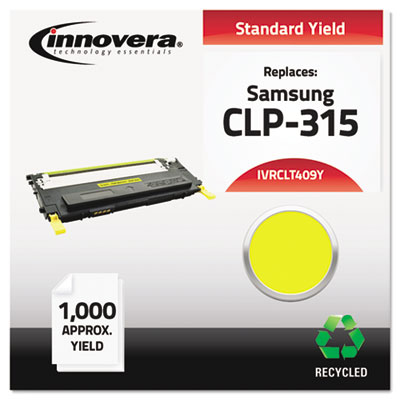 innovera
technology essentials
Standard Yield
Replaces:
Samsung
CLP-315
IVRCLT409Y
1,000
APPROX.
YIELD
RECYCLED